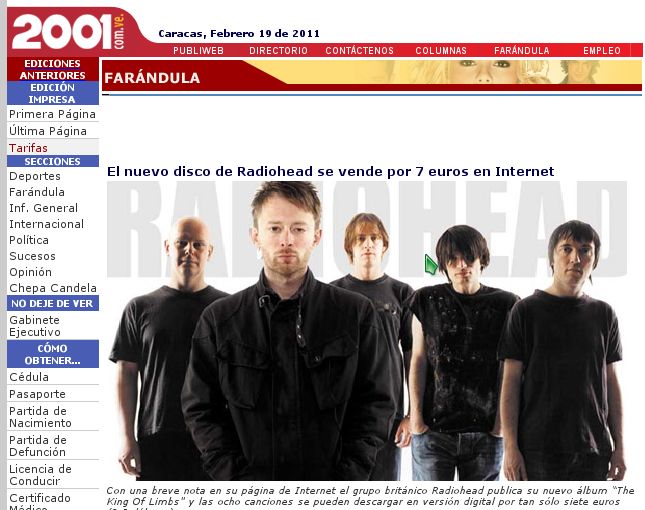 2001.com.ve.
Caracas, Febrero 19 de 2011
PUBLIWEB DIRECTORIO CONTÁCTENOS COLUMNAS FARÁNDULA EMPLEO
EDICIONES
ANTERIORES
EDICIÓN
IMPRESA
Primera Página
Última Página
Tarifas
SECCIONES
Deportes
Farándula
Inf. General
Internacional
Política
Sucesos
Opinión
Chepa Candela
NO DEJE DE VER
Gabinete
Ejecutivo
CÓMO
OBTENER...
Cédula
Pasaporte
Partida de
Nacimiento
Partida de
Defunción
Licencia de
Conducir
Certificado
Médico
FARÁNDULA
El nuevo disco de Radiohead se vende por 7 euros en Internet
RADIOHEAD
Con una breve nota en su página de Internet el grupo británico Radiohead publica su nuevo álbum "The
King Of Limbs" y las ocho canciones se pueden descargar en versión digital por tan sólo siete euros